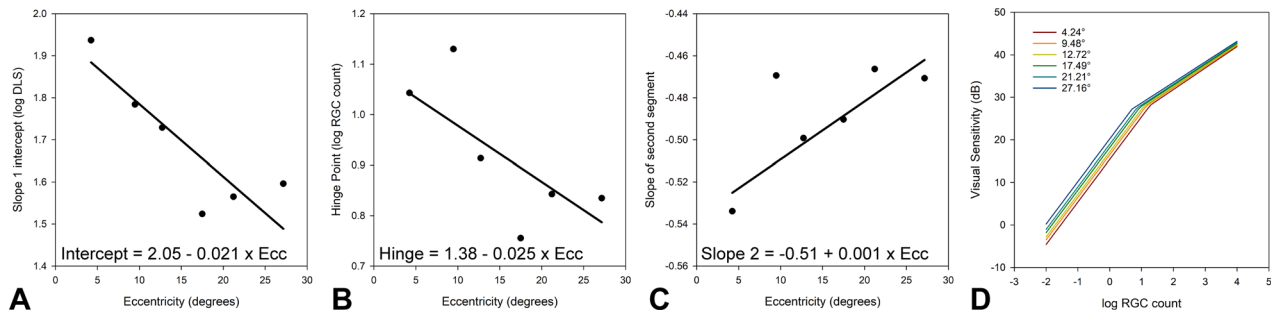 2.0
1.9
1.8
1.7
1.6
1.5
1.4
Slope 1 intercept (log DLS)
Intercept = 2.05 - 0.021 x Ecc
0 5 10 15 20 25 30
Eccentricity (degrees)
A
1.2
1.1
1.0
0.9
0.8
0.7
Hinge Point (log RGC count)
Hinge = 1.38 - 0.025 x Ecc
0 5 10 15 20 25 30
Eccentricity (degrees)
B
-0.44
-0.46
-0.48
-0.50
-0.52
-0.54
-0.56
Slope of second segment
Slope 2 = -0.51 + 0.001 x Ecc
0 5 10 15 20 25 30
Eccentricity (degrees)
C
50
40
30
20
10
0
-10
Visual Sensitivity (dB)
4.24°
9.48°
12.72°
17.49°
21.21°
27.16°
-3 -2 -1 0 1 2 3 4 5
log RGC count
D